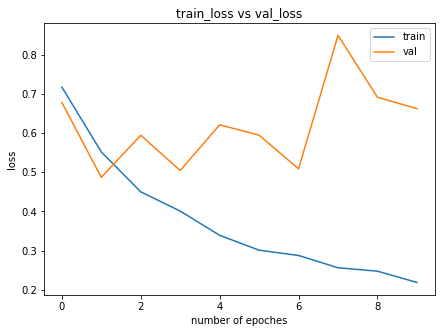 train_loss vs val_loss
train
val
loss
0.8
0.7
0.6
0.5
0.4
0.3
0.2
0 2 4 6 8
number of epoches